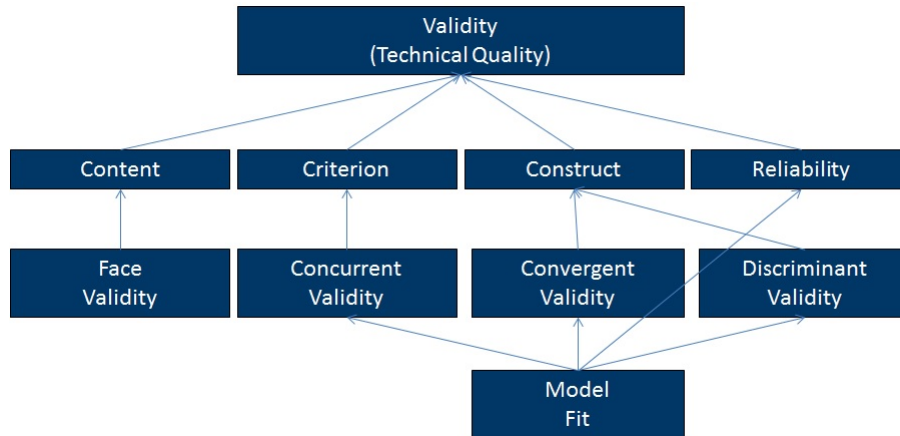 Validity
(Technical Quality)
Content
Criterion
Construct
Reliability
Face
Validity
Concurrent
Validity
Convergent
Validity
Discriminant
Validity
Model
Fit